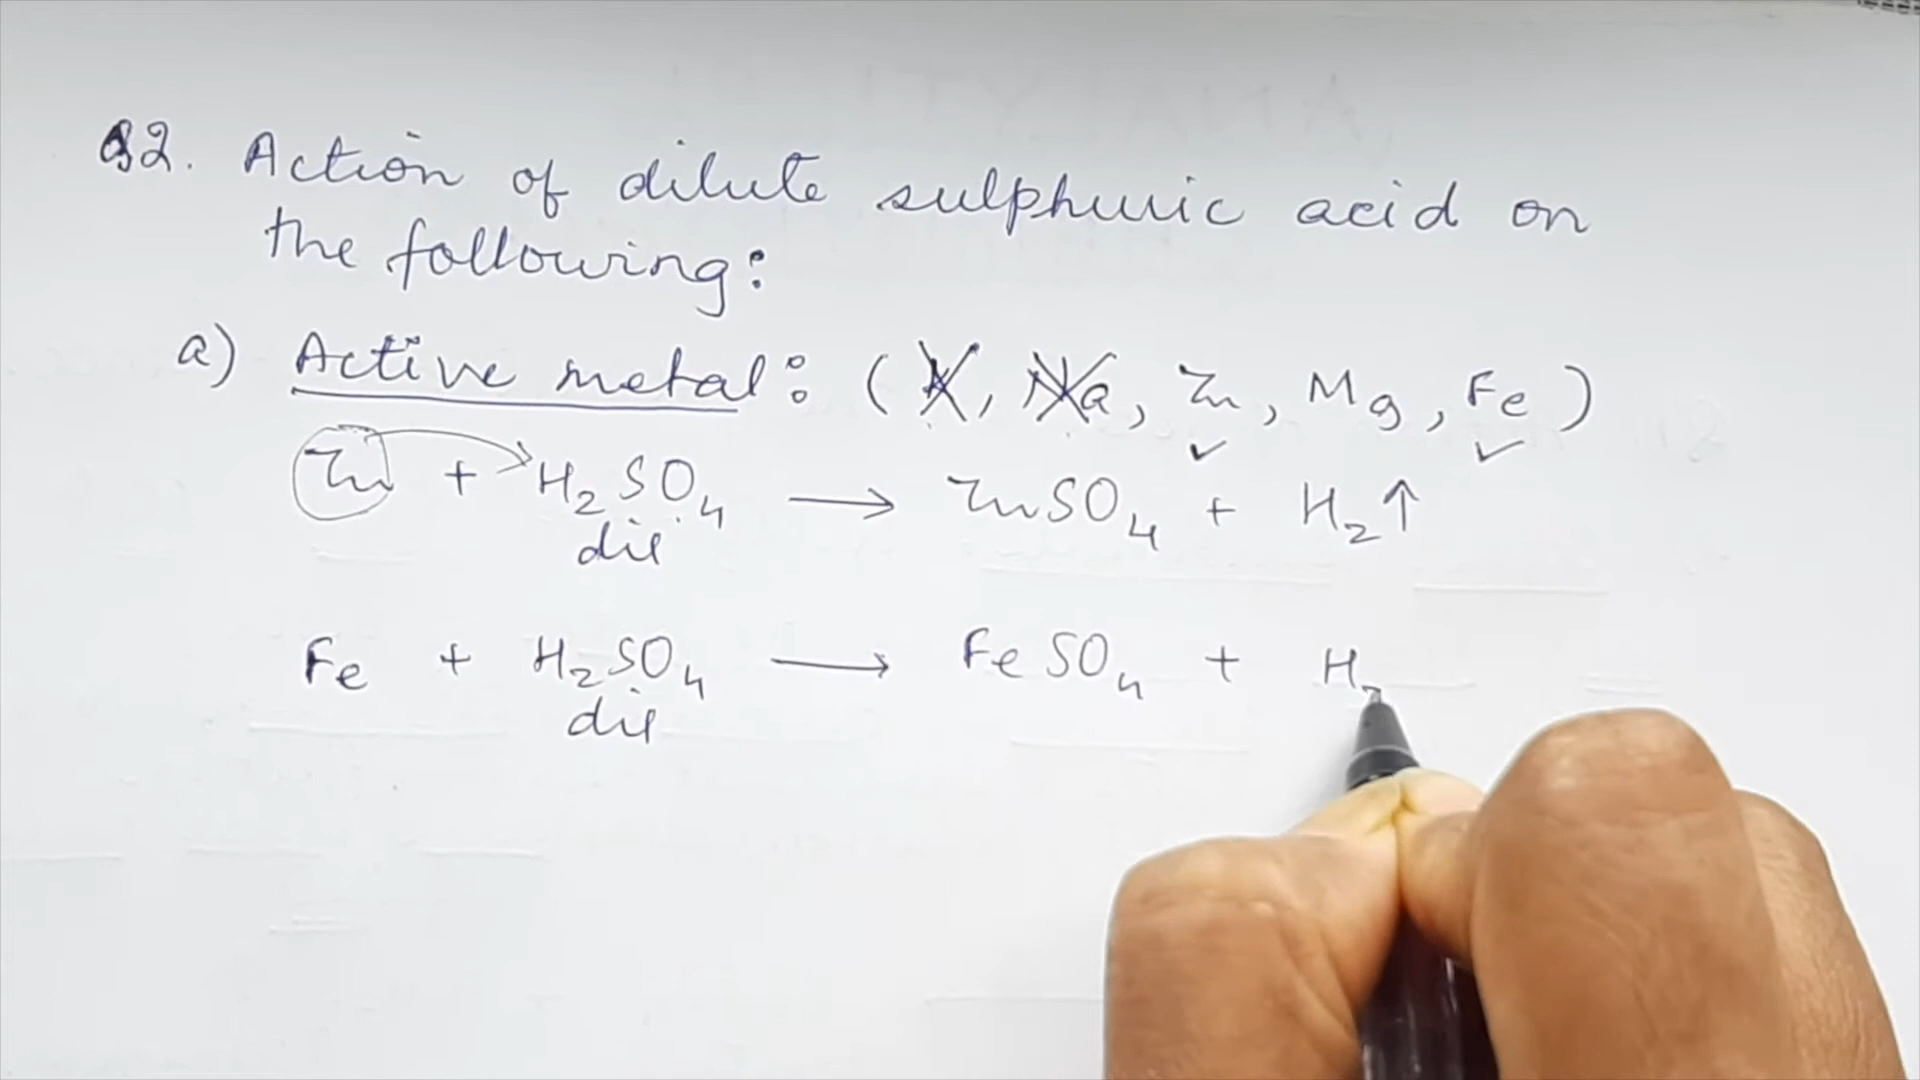 Q2. Action of dilute sulphuric acid on
the following:
a) Active metal: (K, Na, Zn, Mg, Fe)
Zn + H₂SO₄ → ZnSO₄ + H₂↑
dil
Fe + H₂SO₄ → FeSO₄ + H₂
dil